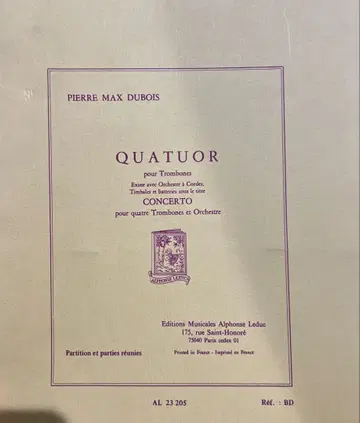 PIERRE MAX DUBOIS
QUATUOR
pour Trombones
Existe avec Orchestre à Cordes,
Timbales et batteries sous le titre
CONCERTO
pour quatre Trombones et Orchestre
ALPHONSE LEDUC
Editions Musicales Alphonse Leduc
175, rue Saint-Honoré
75040 Paris cedex 01
Partition et parties réunies
Printed in France - Imprimé en France
AL 23 205
Réf. : BD